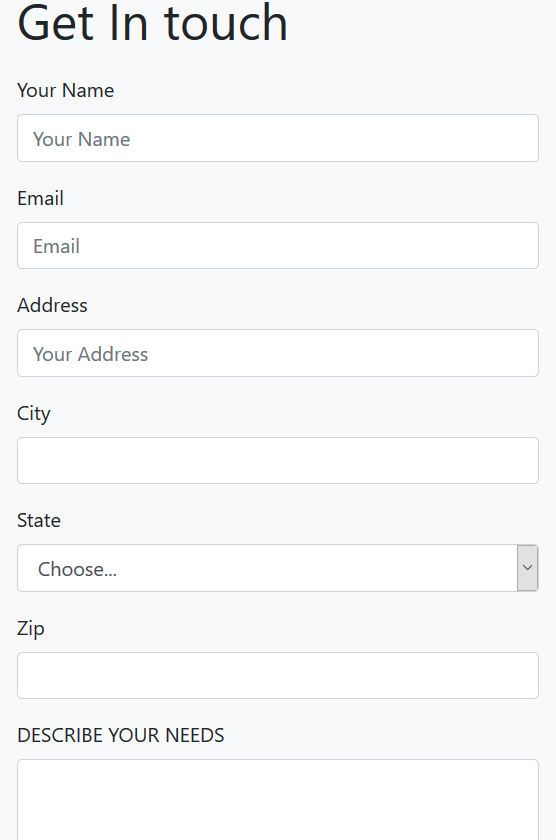 Get In touch
Your Name
Your Name
Email
Email
Address
Your Address
City
State
Choose...
Zip
DESCRIBE YOUR NEEDS